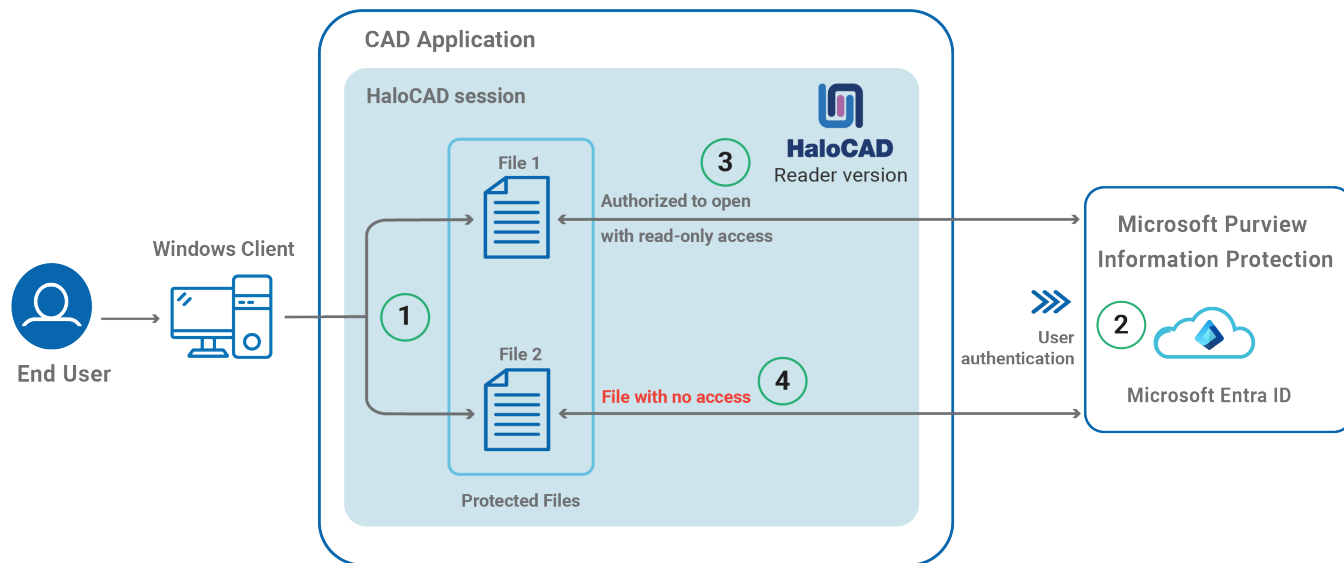 CAD Application
HaloCAD session
HaloCAD
Reader version
File 1
3
Authorized to open
with read-only access
Windows Client
End User
1
Microsoft Purview
Information Protection
2
User
authentication
Microsoft Entra ID
File 2
4
File with no access
Protected Files